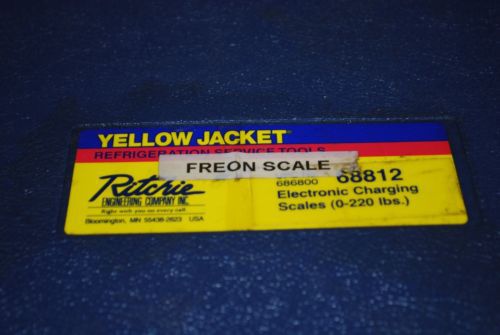 YELLOW JACKET
REFRIGERATION SERVICE TOOLS
FREON SCALE
686800 68812
Ritchie
ENGINEERING COMPANY INC.
Right with you on every call.
Bloomington, MN 55438-2623 USA
Electronic Charging
Scales (0-220 lbs.)